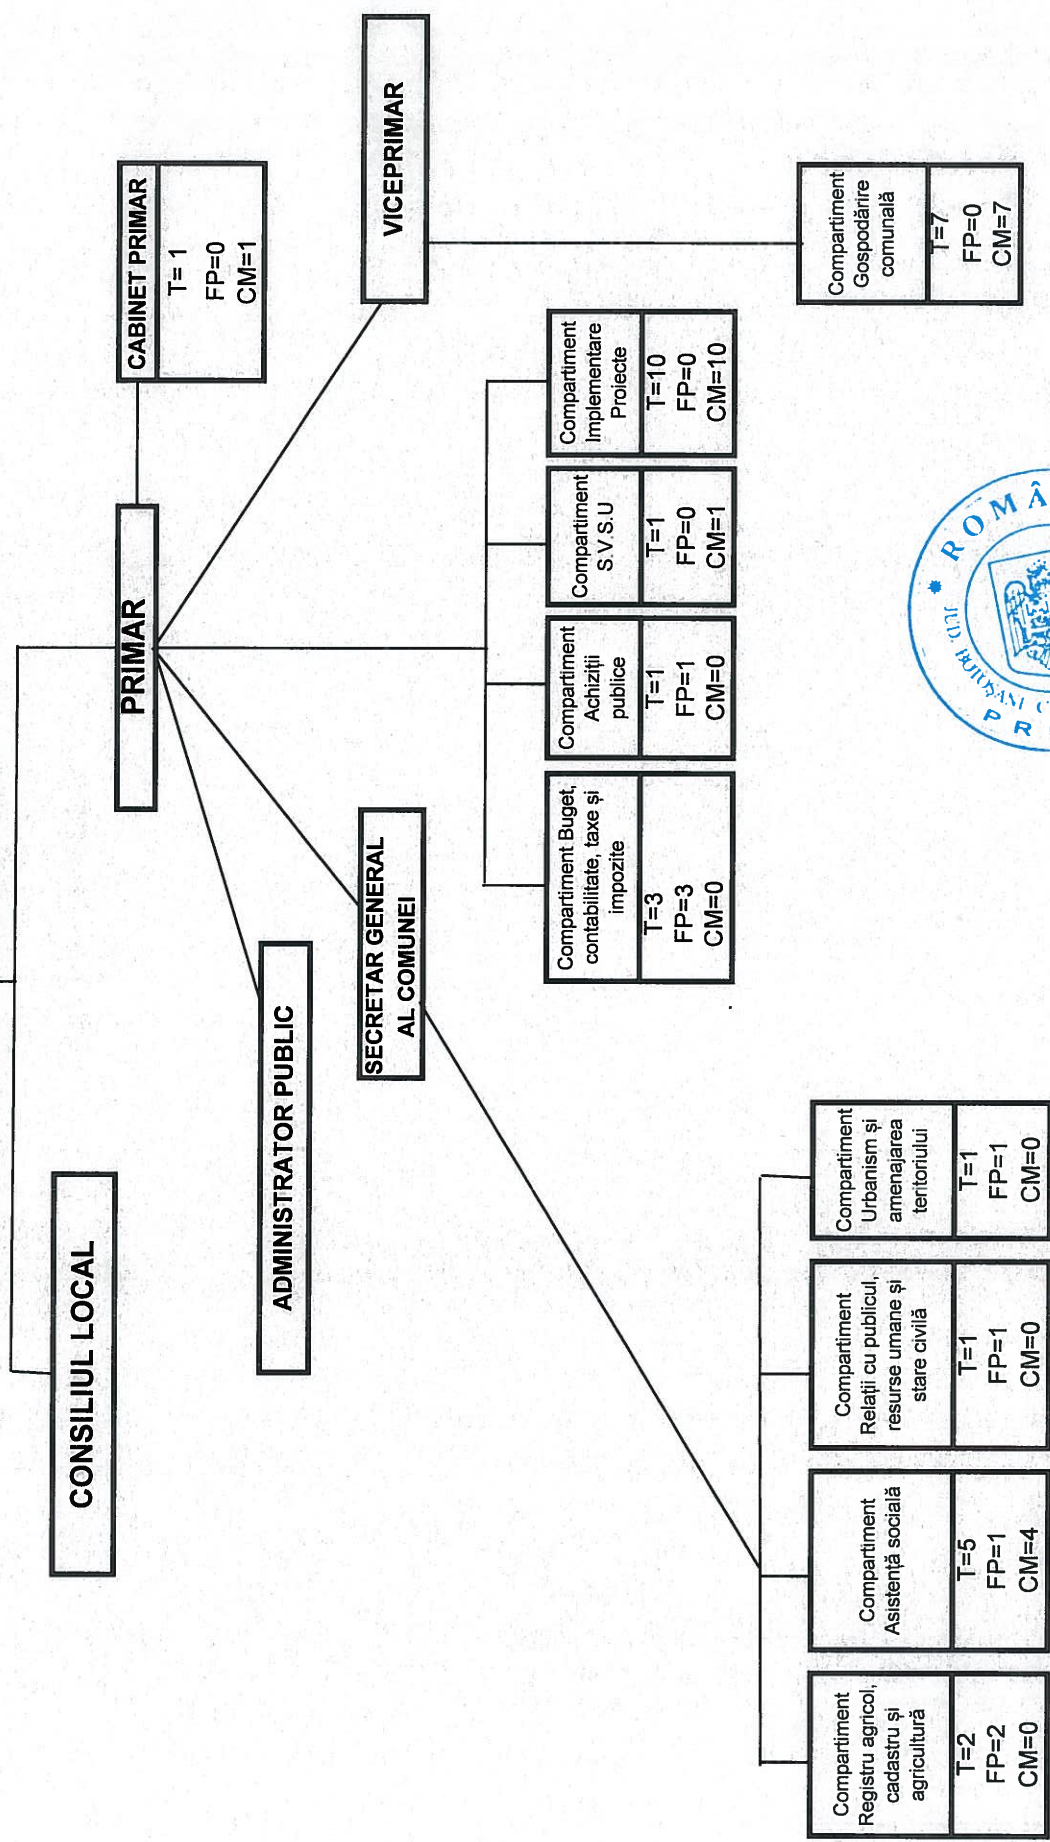 CONSILIUL LOCAL
PRIMAR
CABINET PRIMAR
T= 1
FP=0
CM=1
ADMINISTRATOR PUBLIC
SECRETAR GENERAL
AL COMUNEI
VICEPRIMAR
Compartiment Buget,
contabilitate, taxe și
impozite
T=3
FP=3
CM=0
Compartiment
Achiziții
publice
T=1
FP=1
CM=0
Compartiment
S.V.S.U
T=1
FP=0
CM=1
Compartiment
Implementare
Proiecte
T=10
FP=0
CM=10
Compartiment
Registru agricol,
cadastru și
agricultură
T=2
FP=2
CM=0
Compartiment
Asistență socială
T=5
FP=1
CM=4
Compartiment
Relații cu publicul,
resurse umane și
stare civilă
T=1
FP=1
CM=0
Compartiment
Urbanism și
amenajarea
teritoriului
T=1
FP=1
CM=0
Compartiment
Gospodărire
comunală
T=7
FP=0
CM=7
* ROMÂ
JUD. BOTOȘANI C
PR